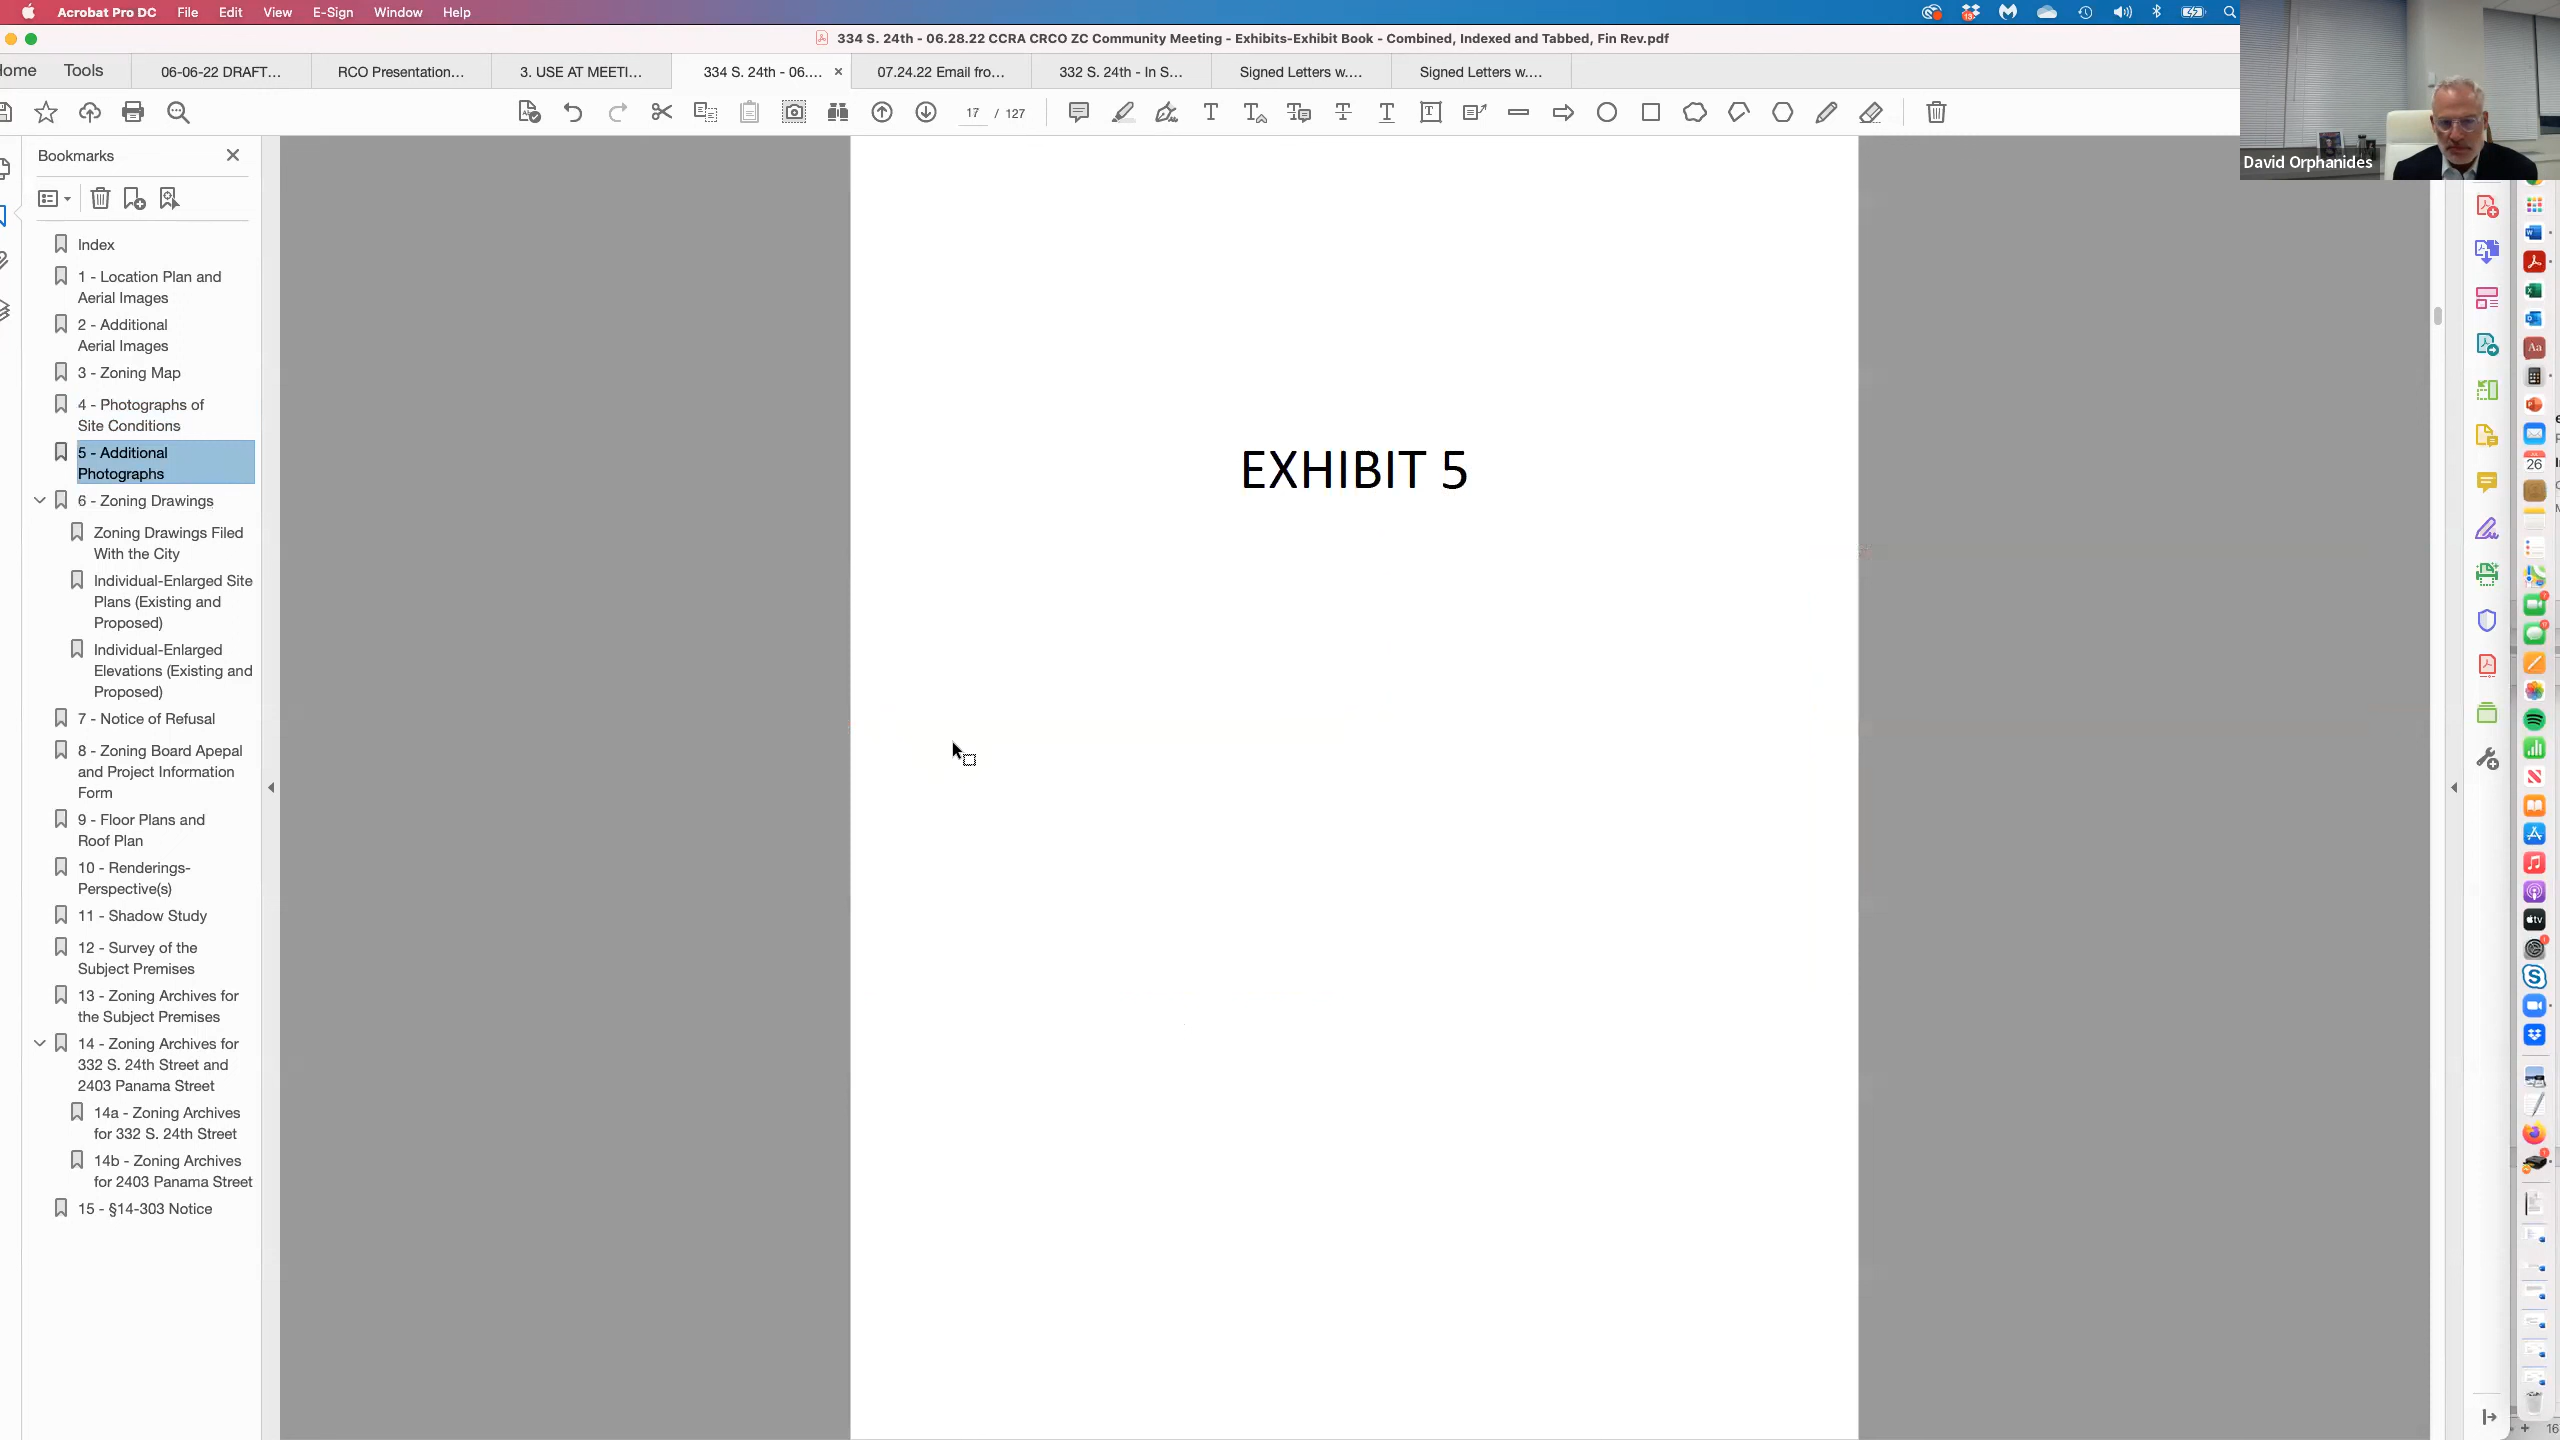 Acrobat Pro DC File Edit View E-Sign Window Help
334 S. 24th - 06.28.22 CCRA CRCO ZC Community Meeting - Exhibits-Exhibit Book - Combined, Indexed and Tabbed, Fin Rev.pdf
Tools 06-06-22 DRAFT... RCO Presentation... 3. USE AT MEETI... 334 S. 24th - 06.... 07.24.22 Email fro... 332 S. 24th - In S... Signed Letters w.... Signed Letters w....
17 / 127
Bookmarks
David Orphanides
Index
1 - Location Plan and
Aerial Images
2 - Additional
Aerial Images
3 - Zoning Map
4 - Photographs of
Site Conditions
5 - Additional
Photographs
6 - Zoning Drawings
Zoning Drawings Filed
With the City
Individual-Enlarged Site
Plans (Existing and
Proposed)
Individual-Enlarged
Elevations (Existing and
Proposed)
7 - Notice of Refusal
8 - Zoning Board Apepal
and Project Information
Form
9 - Floor Plans and
Roof Plan
10 - Renderings-
Perspective(s)
11 - Shadow Study
12 - Survey of the
Subject Premises
13 - Zoning Archives for
the Subject Premises
14 - Zoning Archives for
332 S. 24th Street and
2403 Panama Street
14a - Zoning Archives
for 332 S. 24th Street
14b - Zoning Archives
for 2403 Panama Street
15 - §14-303 Notice
EXHIBIT 5
Aa
26
tv